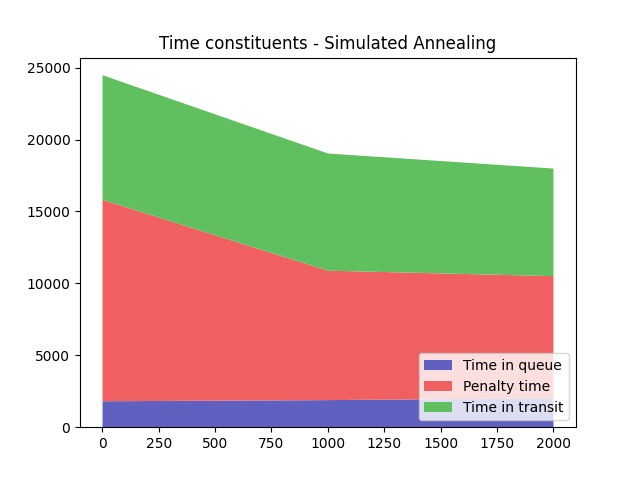 Time constituents - Simulated Annealing
25000
20000
15000
10000
5000
0
Time in queue
Penalty time
Time in transit
0 250 500 750 1000 1250 1500 1750 2000